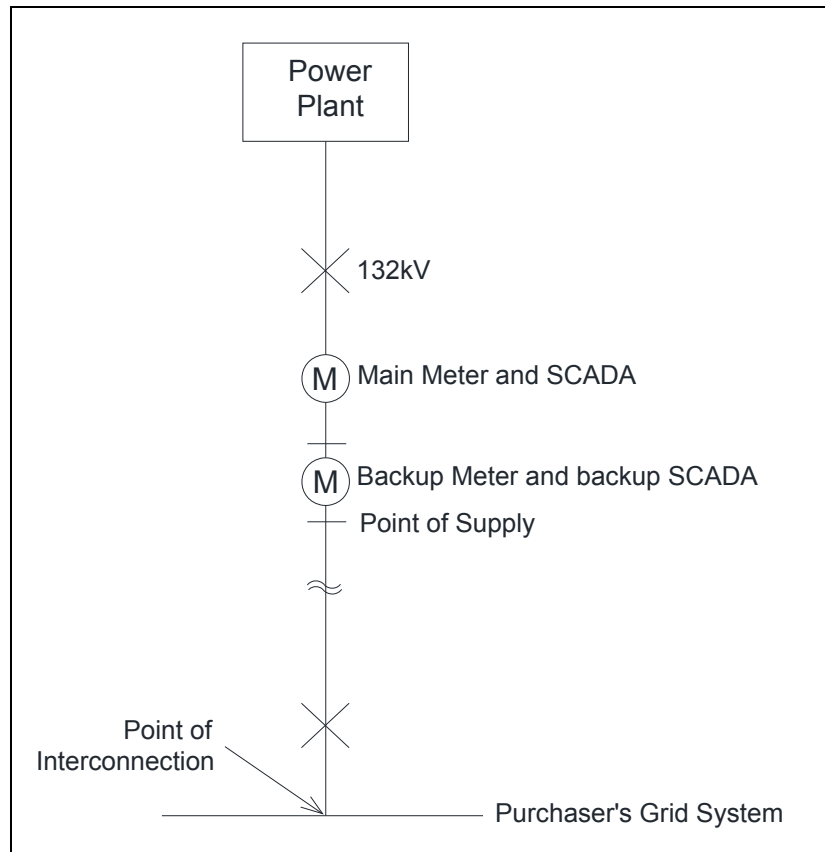 Power
Plant
132kV
M
Main Meter and SCADA
M
Backup Meter and backup SCADA
Point of Supply
Point of
Interconnection
Purchaser's Grid System